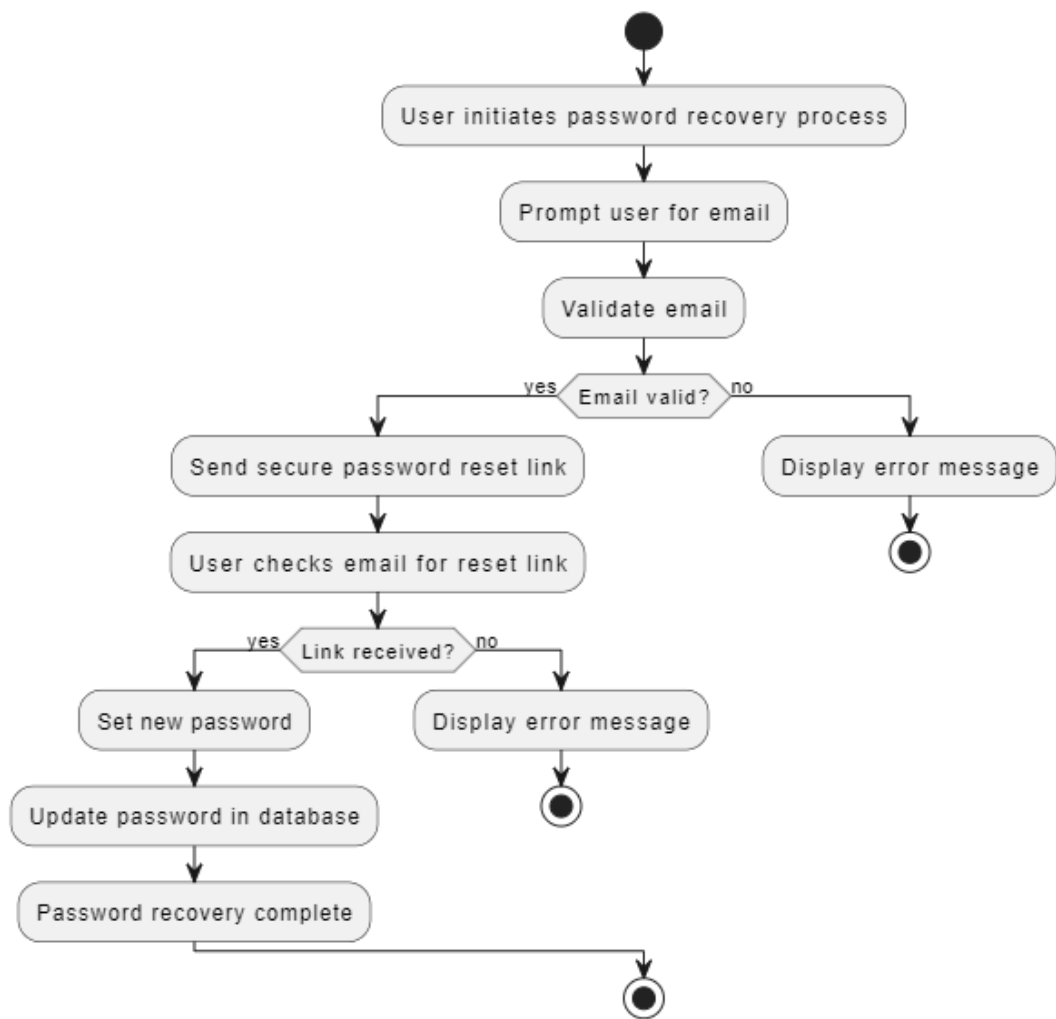 User initiates password recovery process
Prompt user for email
Validate email
yes
Email valid?
no
Send secure password reset link
Display error message
User checks email for reset link
yes
Link received?
no
Set new password
Display error message
Update password in database
Password recovery complete